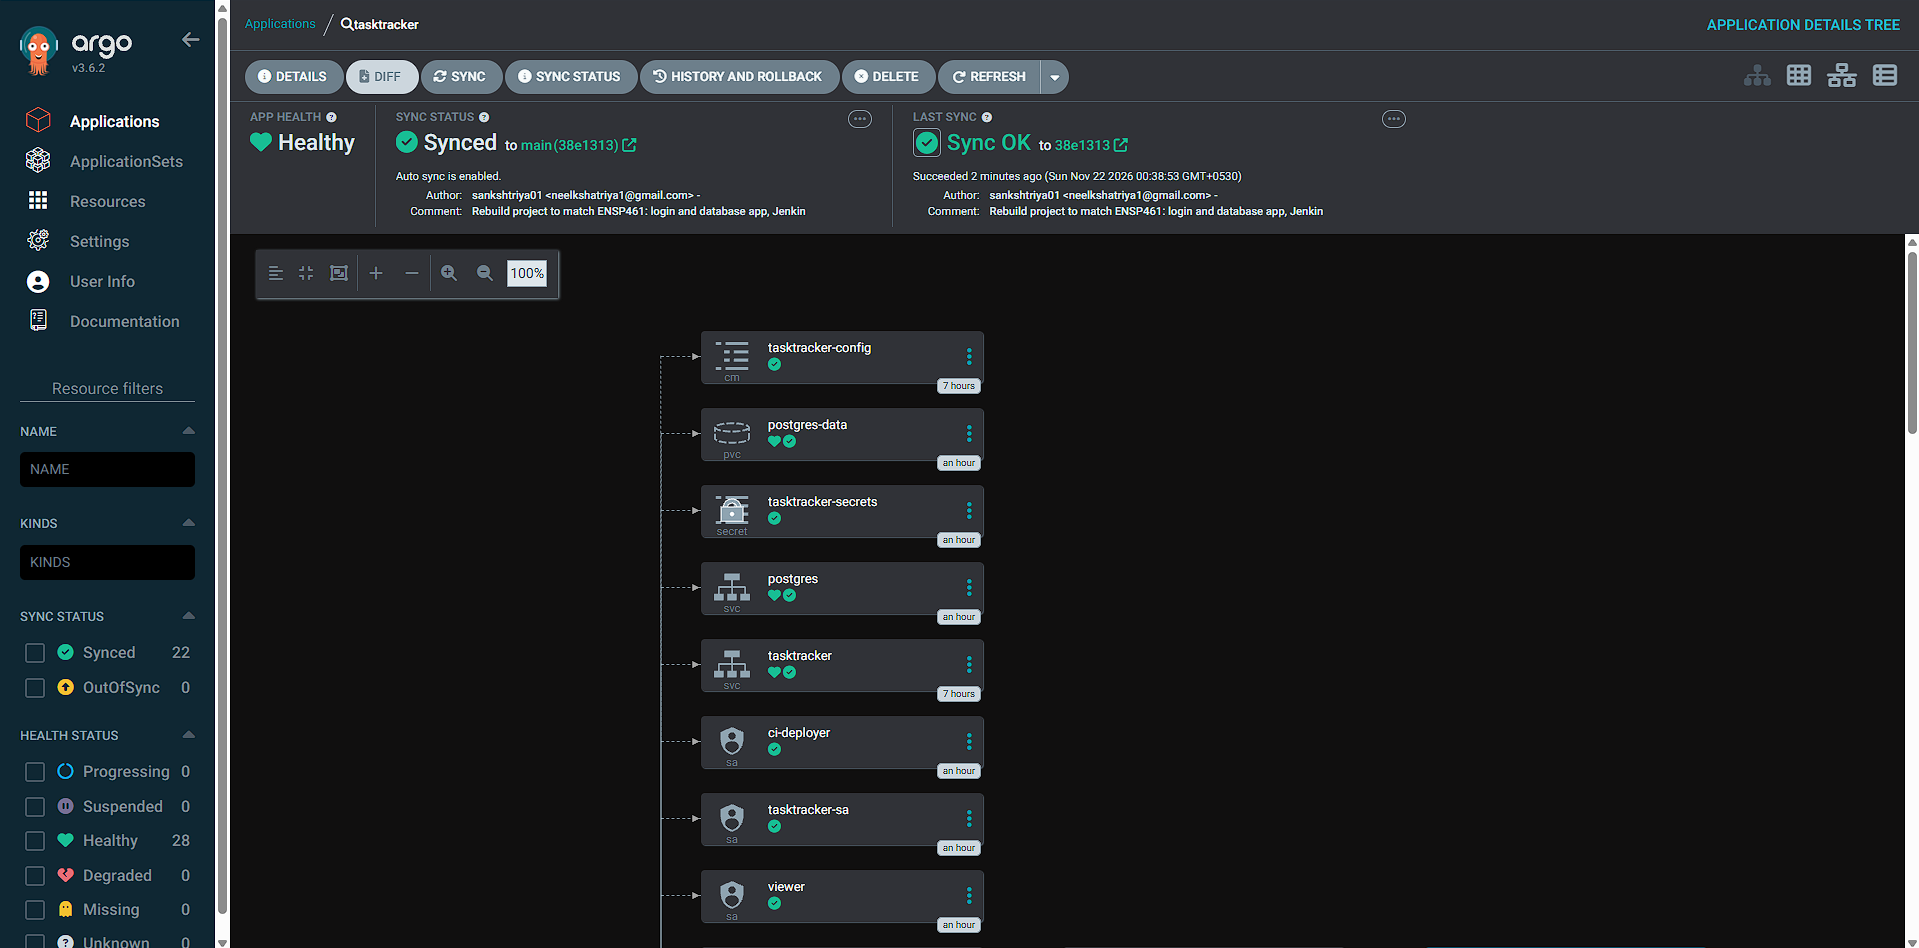 argo
v3.6.2
Applications
ApplicationSets
Resources
Settings
User Info
Documentation
Resource filters
NAME
NAME
KINDS
KINDS
SYNC STATUS
Synced 22
OutOfSync 0
HEALTH STATUS
Progressing 0
Suspended 0
Healthy 28
Degraded 0
Missing 0
Unknown 0
Applications / tasktracker
APPLICATION DETAILS TREE
DETAILS
DIFF
SYNC
SYNC STATUS
HISTORY AND ROLLBACK
DELETE
REFRESH
APP HEALTH
Healthy
SYNC STATUS
Synced to main (38e1313)
Auto sync is enabled.
Author: sankshtriya01 <neelkshatriya1@gmail.com> -
Comment: Rebuild project to match ENSP461: login and database app, Jenkin
LAST SYNC
Sync OK to 38e1313
Succeeded 2 minutes ago (Sun Nov 22 2026 00:38:53 GMT+0530)
Author: sankshtriya01 <neelkshatriya1@gmail.com> -
Comment: Rebuild project to match ENSP461: login and database app, Jenkin
100%
tasktracker-config
cm
7 hours
postgres-data
pvc
an hour
tasktracker-secrets
secret
an hour
postgres
svc
an hour
tasktracker
svc
7 hours
ci-deployer
sa
an hour
tasktracker-sa
sa
an hour
viewer
sa
an hour